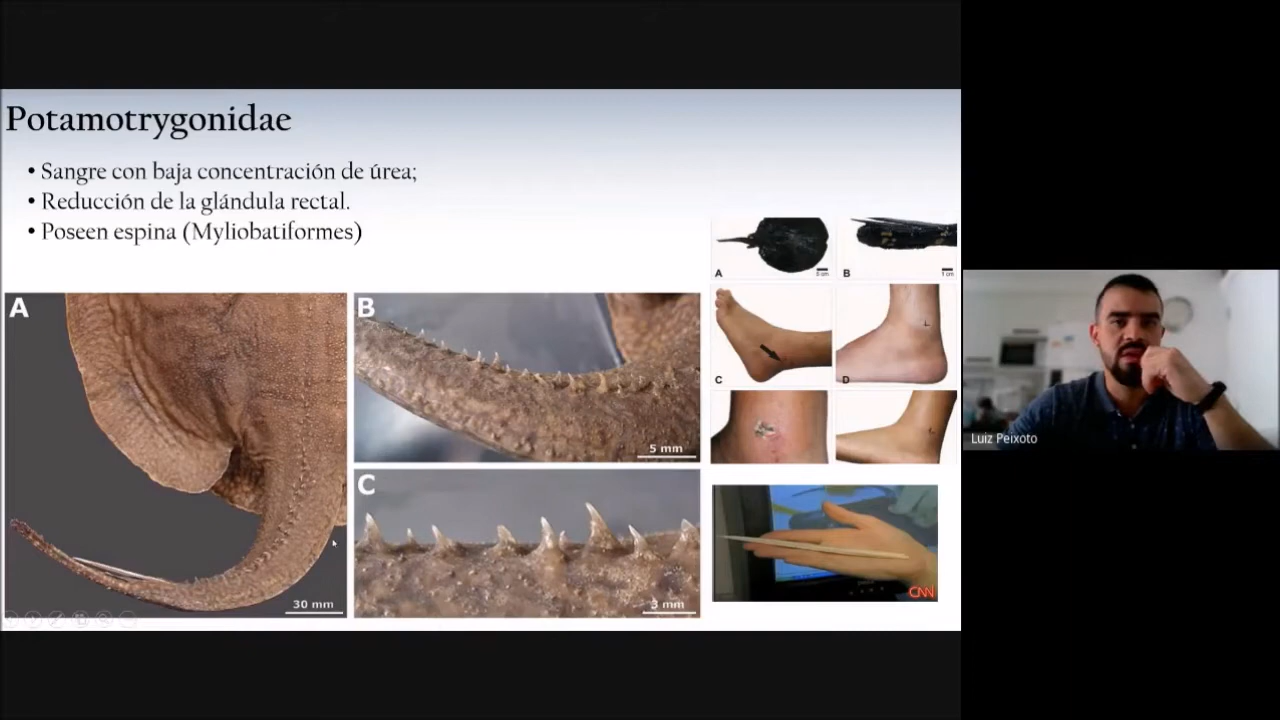 Potamotrygonidae
• Sangre con baja concentración de úrea;
• Reducción de la glándula rectal.
• Poseen espina (Myliobatiformes)
A
30 mm
B
5 mm
C
3 mm
A
B
C
D
CNN
Luiz Peixoto